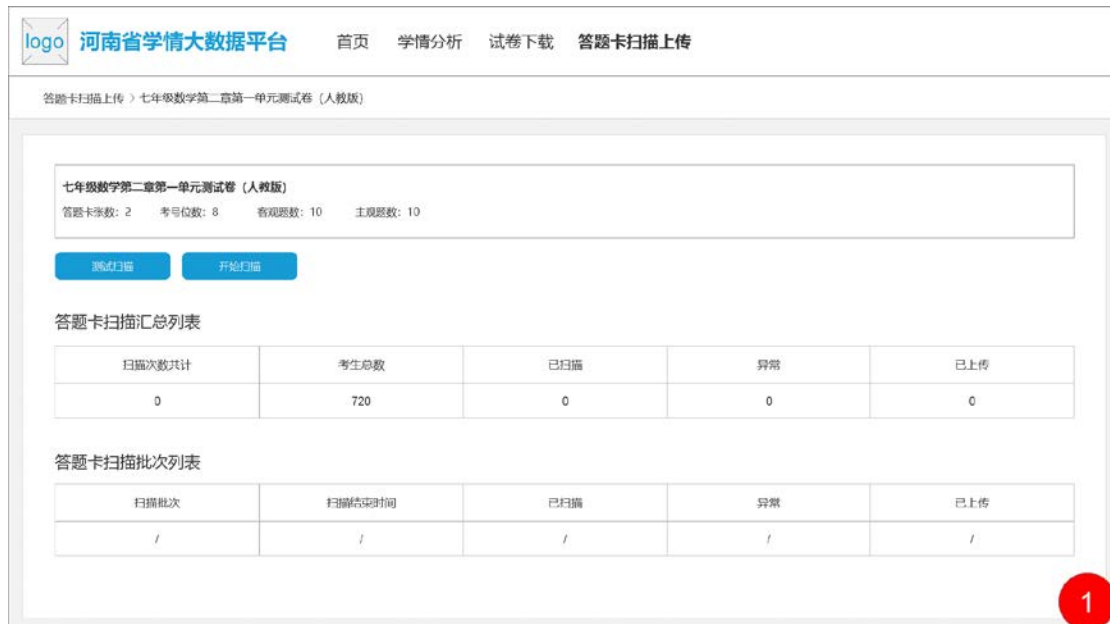 logo 河南省学情大数据平台 首页 学情分析 试卷下载 答题卡扫描上传
答题卡扫描上传 > 七年级数学第二章第一单元测试卷（人教版）
七年级数学第二章第一单元测试卷（人教版）
答题卡张数：2 考号位数：8 客观题数：10 主观题数：10
测试扫描 开始扫描
答题卡扫描汇总列表
扫描次数共计 考生总数 已扫描 异常 已上传
0 720 0 0 0
答题卡扫描批次列表
扫描批次 扫描结束时间 已扫描 异常 已上传
/ / / / /
1